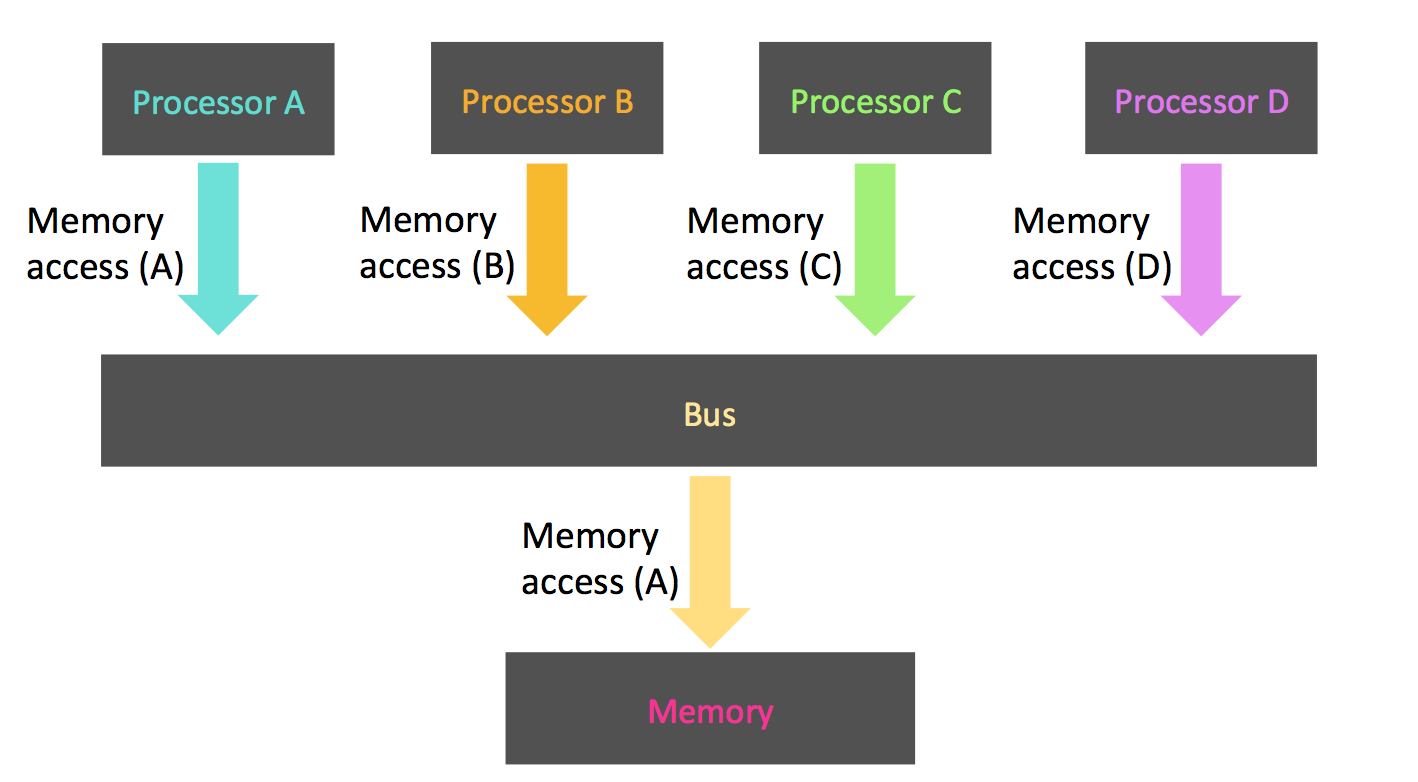 Processor A
Processor B
Processor C
Processor D
Memory
access (A)
Memory
access (B)
Memory
access (C)
Memory
access (D)
Bus
Memory
access (A)
Memory